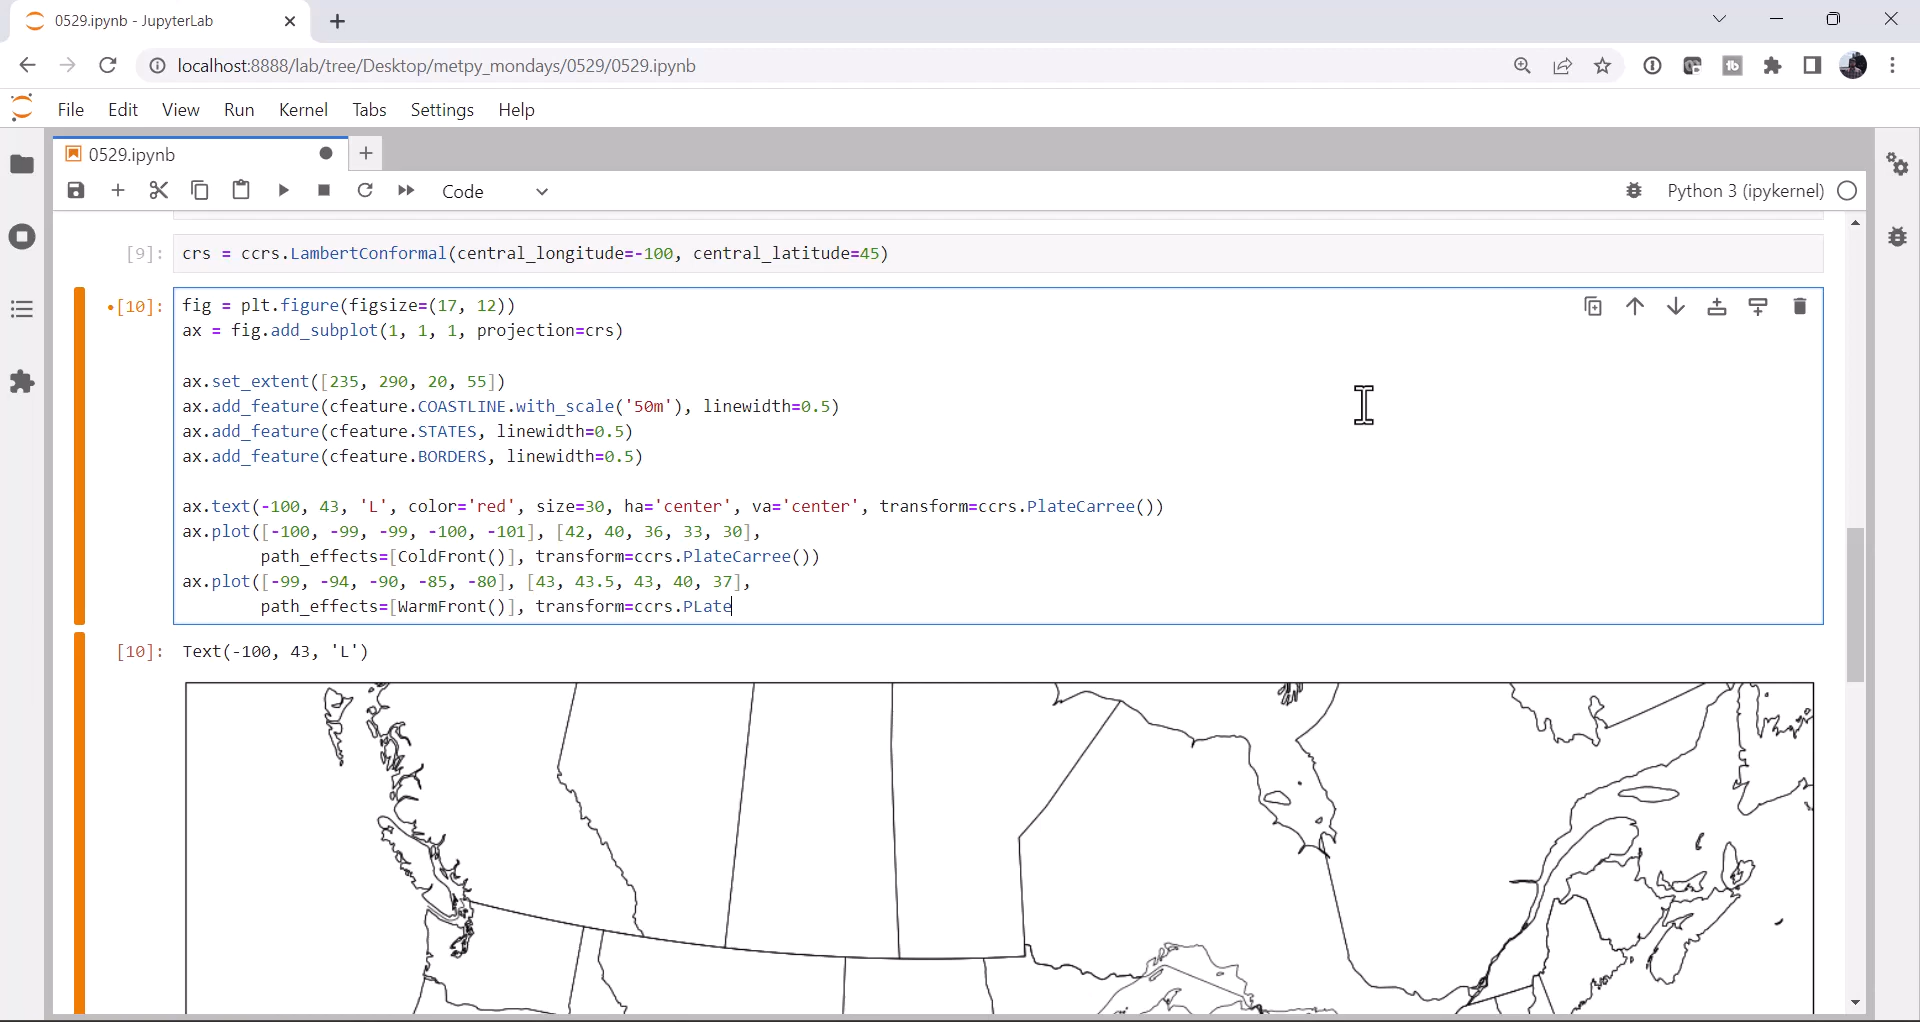 0529.ipynb - JupyterLab
localhost:8888/lab/tree/Desktop/metpy_mondays/0529/0529.ipynb
File Edit View Run Kernel Tabs Settings Help
0529.ipynb
Code
Python 3 (ipykernel)
[9]: crs = ccrs.LambertConformal(central_longitude=-100, central_latitude=45)
[10]: fig = plt.figure(figsize=(17, 12))
ax = fig.add_subplot(1, 1, 1, projection=crs)
ax.set_extent([235, 290, 20, 55])
ax.add_feature(cfeature.COASTLINE.with_scale('50m'), linewidth=0.5)
ax.add_feature(cfeature.STATES, linewidth=0.5)
ax.add_feature(cfeature.BORDERS, linewidth=0.5)
ax.text(-100, 43, 'L', color='red', size=30, ha='center', va='center', transform=ccrs.PlateCarree())
ax.plot([-100, -99, -99, -100, -101], [42, 40, 36, 33, 30],
path_effects=[ColdFront()], transform=ccrs.PlateCarree())
ax.plot([-99, -94, -90, -85, -80], [43, 43.5, 43, 40, 37],
path_effects=[WarmFront()], transform=ccrs.PLate
[10]: Text(-100, 43, 'L')